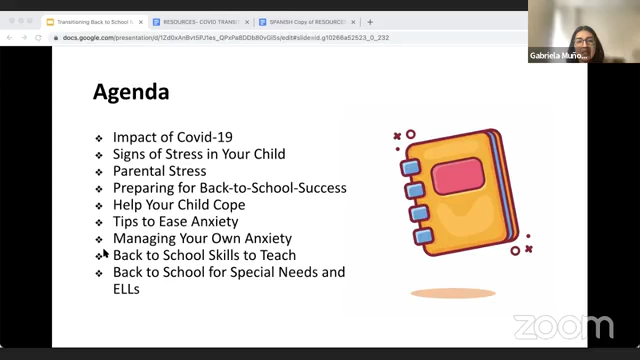 Transitioning Back to School
RESOURCES- COVID TRANSIT
SPANISH Copy of RESOURCES
docs.google.com/presentation/d/1Zd0xAnBvt5PJ1es_QPxPa8DDb80vGl5s/edit#slide=id.g10266a52523_0_232
Gabriela Muño...
Agenda
❖ Impact of Covid-19
❖ Signs of Stress in Your Child
❖ Parental Stress
❖ Preparing for Back-to-School-Success
❖ Help Your Child Cope
❖ Tips to Ease Anxiety
❖ Managing Your Own Anxiety
❖ Back to School Skills to Teach
❖ Back to School for Special Needs and
ELLs
zoom